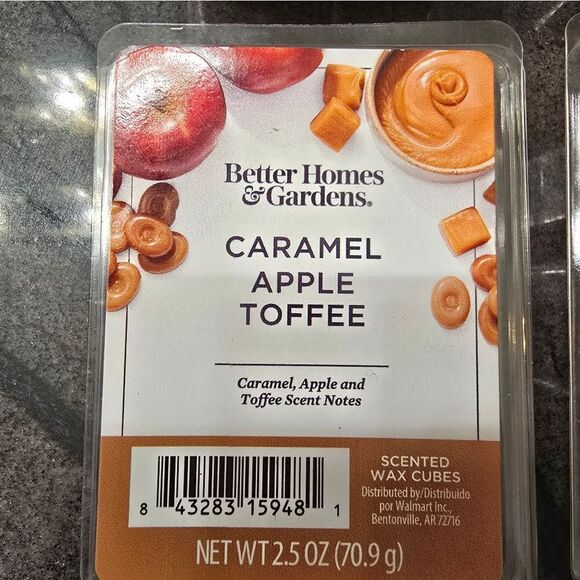 Better Homes
& Gardens®
CARAMEL
APPLE
TOFFEE
Caramel, Apple and
Toffee Scent Notes
SCENTED
WAX CUBES
Distributed by/Distribuido
por Walmart inc.,
Bentonville, AR 72716
8 43283 15948 1
NET WT 2.5 OZ (70.9 g)